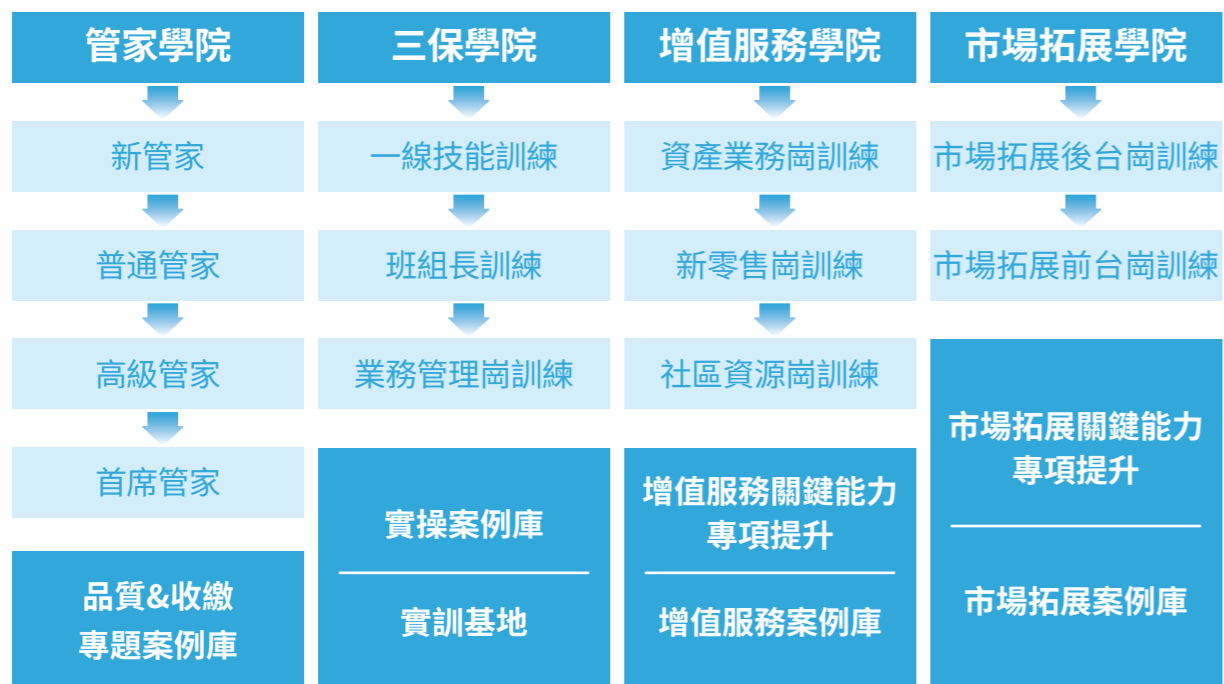 管家學院
新管家
普通管家
高級管家
首席管家
品質&收繳
專題案例庫
三保學院
一線技能訓練
班組長訓練
業務管理崗訓練
實操案例庫
實訓基地
增值服務學院
資產業務崗訓練
新零售崗訓練
社區資源崗訓練
增值服務關鍵能力
專項提升
增值服務案例庫
市場拓展學院
市場拓展後台崗訓練
市場拓展前台崗訓練
市場拓展關鍵能力
專項提升
市場拓展案例庫